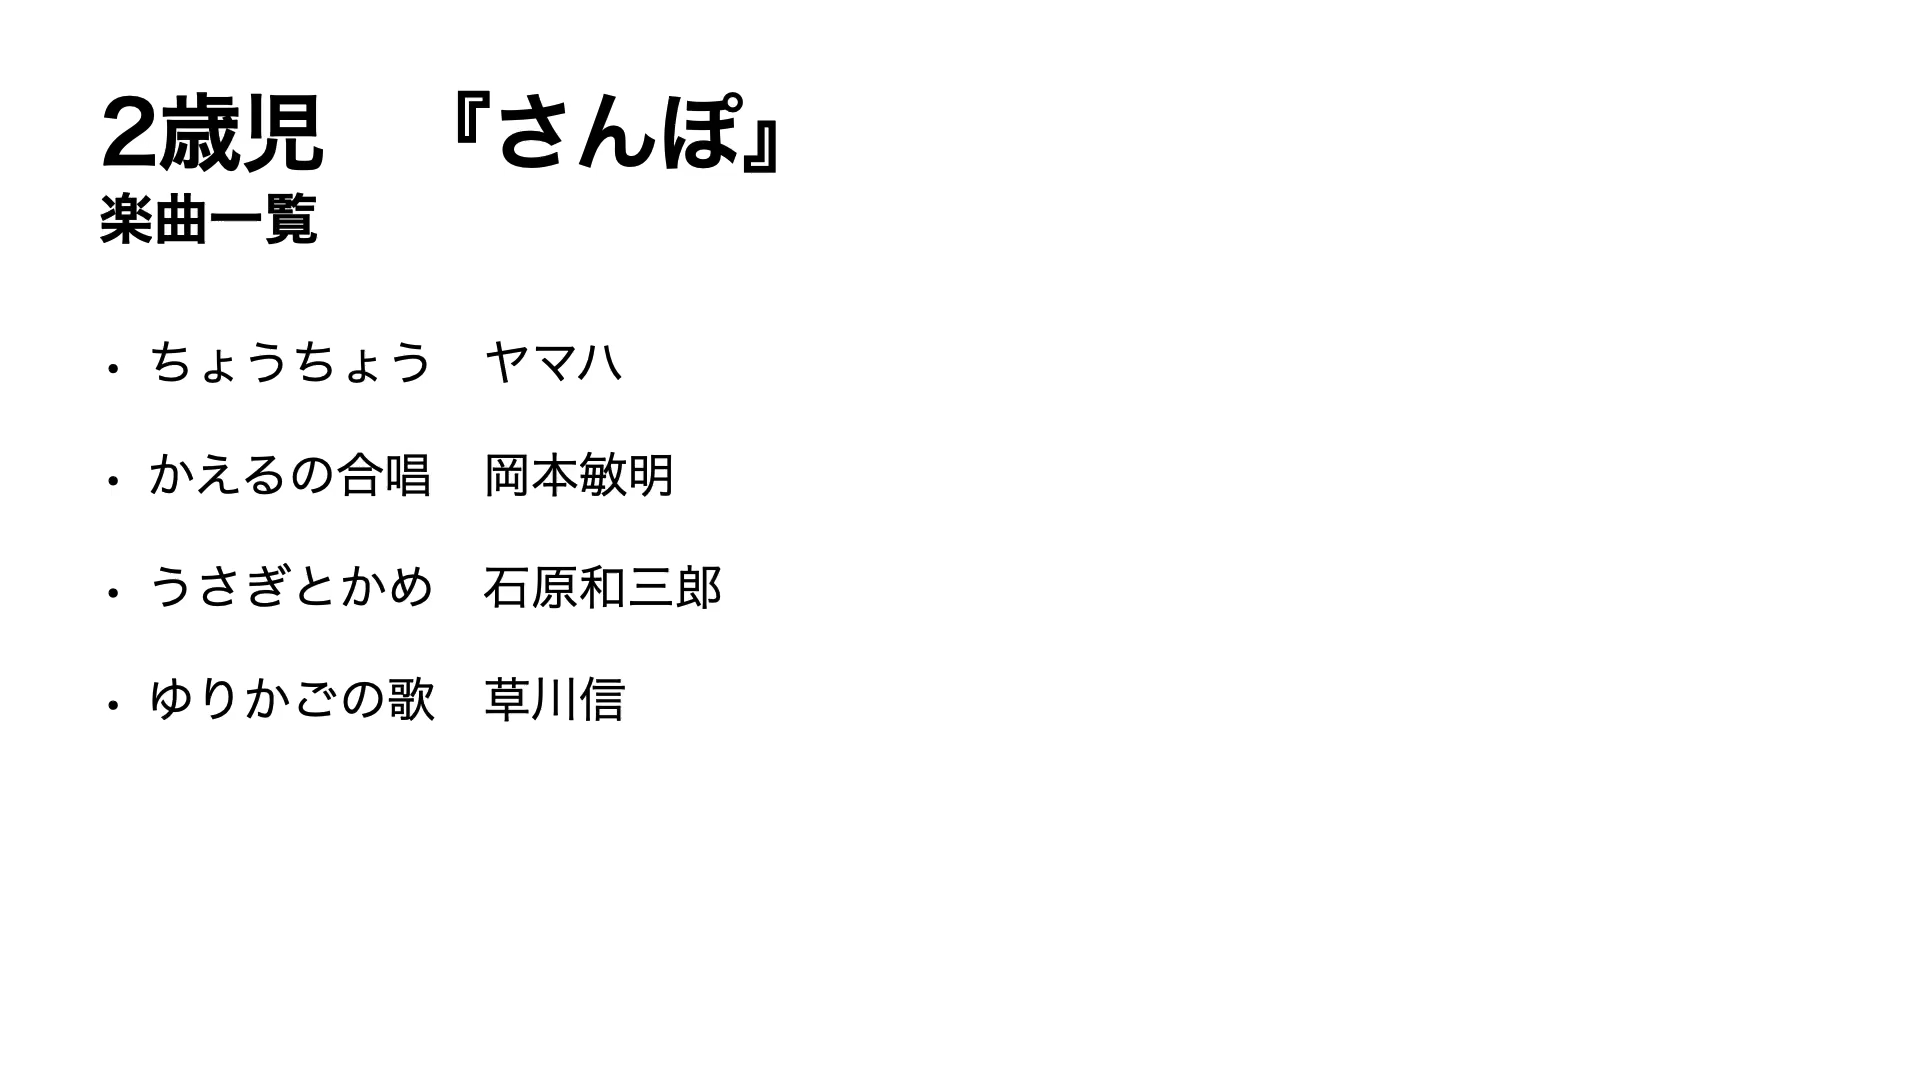 2歳児　『さんぽ』
楽曲一覧
• ちょうちょう　ヤマハ
• かえるの合唱　岡本敏明
• うさぎとかめ　石原和三郎
• ゆりかごの歌　草川信